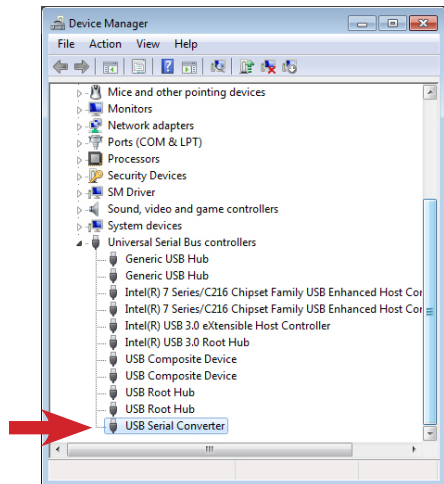 Device Manager
File Action View Help
Mice and other pointing devices
Monitors
Network adapters
Ports (COM & LPT)
Processors
Security Devices
SM Driver
Sound, video and game controllers
System devices
Universal Serial Bus controllers
Generic USB Hub
Generic USB Hub
Intel(R) 7 Series/C216 Chipset Family USB Enhanced Host Cor
Intel(R) 7 Series/C216 Chipset Family USB Enhanced Host Cor
Intel(R) USB 3.0 eXtensible Host Controller
Intel(R) USB 3.0 Root Hub
USB Composite Device
USB Composite Device
USB Root Hub
USB Root Hub
USB Serial Converter